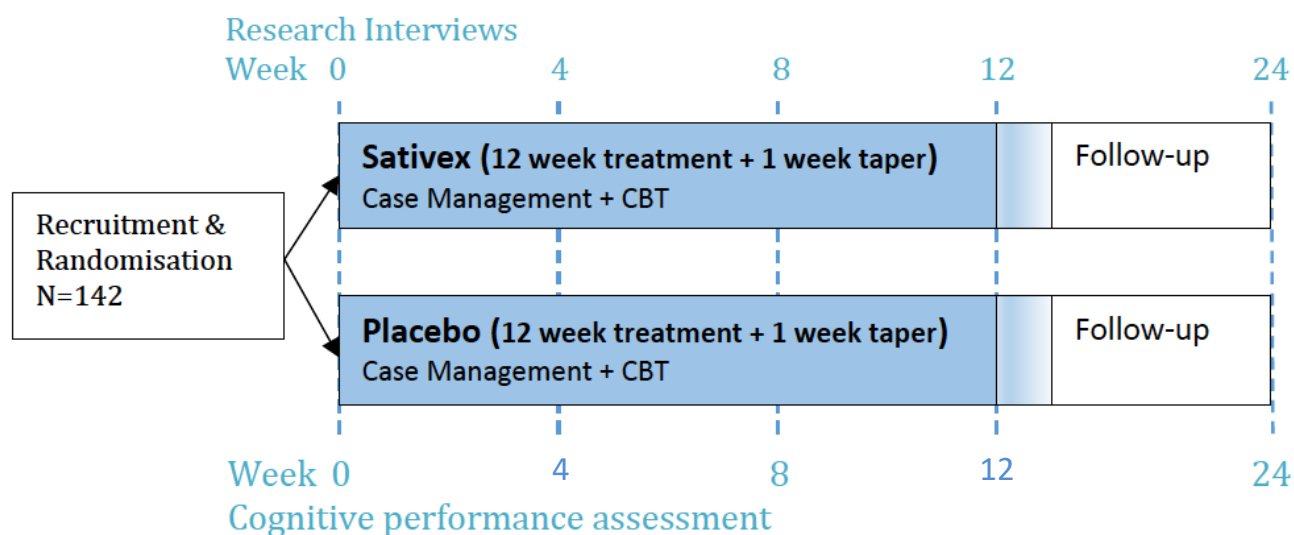 Research Interviews
Week 0 4 8 12 24
Sativex (12 week treatment + 1 week taper)
Case Management + CBT
Follow-up
Recruitment &
Randomisation
N=142
Placebo (12 week treatment + 1 week taper)
Case Management + CBT
Follow-up
Week 0 4 8 12 24
Cognitive performance assessment